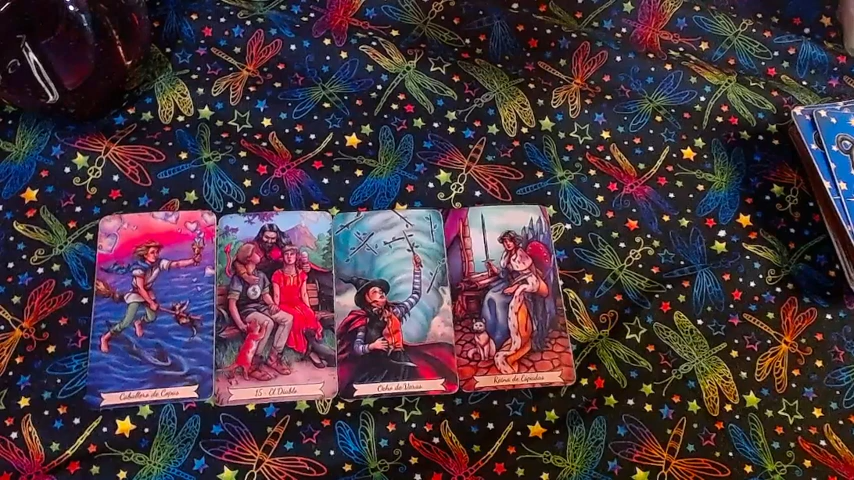 Caballero de Copas
15 - El Diablo
Ocho de Varas
Reina de Espadas